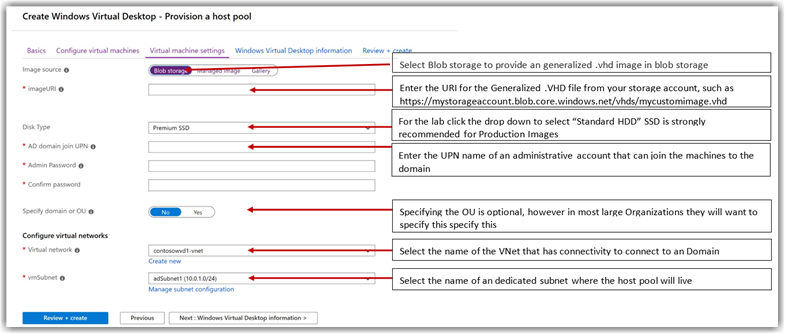 Create Windows Virtual Desktop - Provision a host pool
Basics Configure virtual machines Virtual machine settings Windows Virtual Desktop information Review + create
Image source Blob storage Managed image Gallery
Select Blob storage to provide an generalized .vhd image in blob storage
* imageURI
Enter the URI for the Generalized .VHD file from your storage account, such as
https://mystorageaccount.blob.core.windows.net/vhds/mycustomimage.vhd
Disk Type Premium SSD
For the lab click the drop down to select “Standard HDD” SSD is strongly
recommended for Production Images
* AD domain join UPN
Enter the UPN name of an administrative account that can join the machines to the
domain
* Admin Password
* Confirm password
Specify domain or OU No Yes
Specifying the OU is optional, however in most large Organizations they will want to
specify this specify this
Configure virtual networks
* Virtual network contosowvd1-vnet
Select the name of the VNet that has connectivity to connect to an Domain
Create new
* vmSubnet adSubnet1 (10.0.1.0/24)
Select the name of an dedicated subnet where the host pool will live
Manage subnet configuration
Review + create Previous Next : Windows Virtual Desktop information >